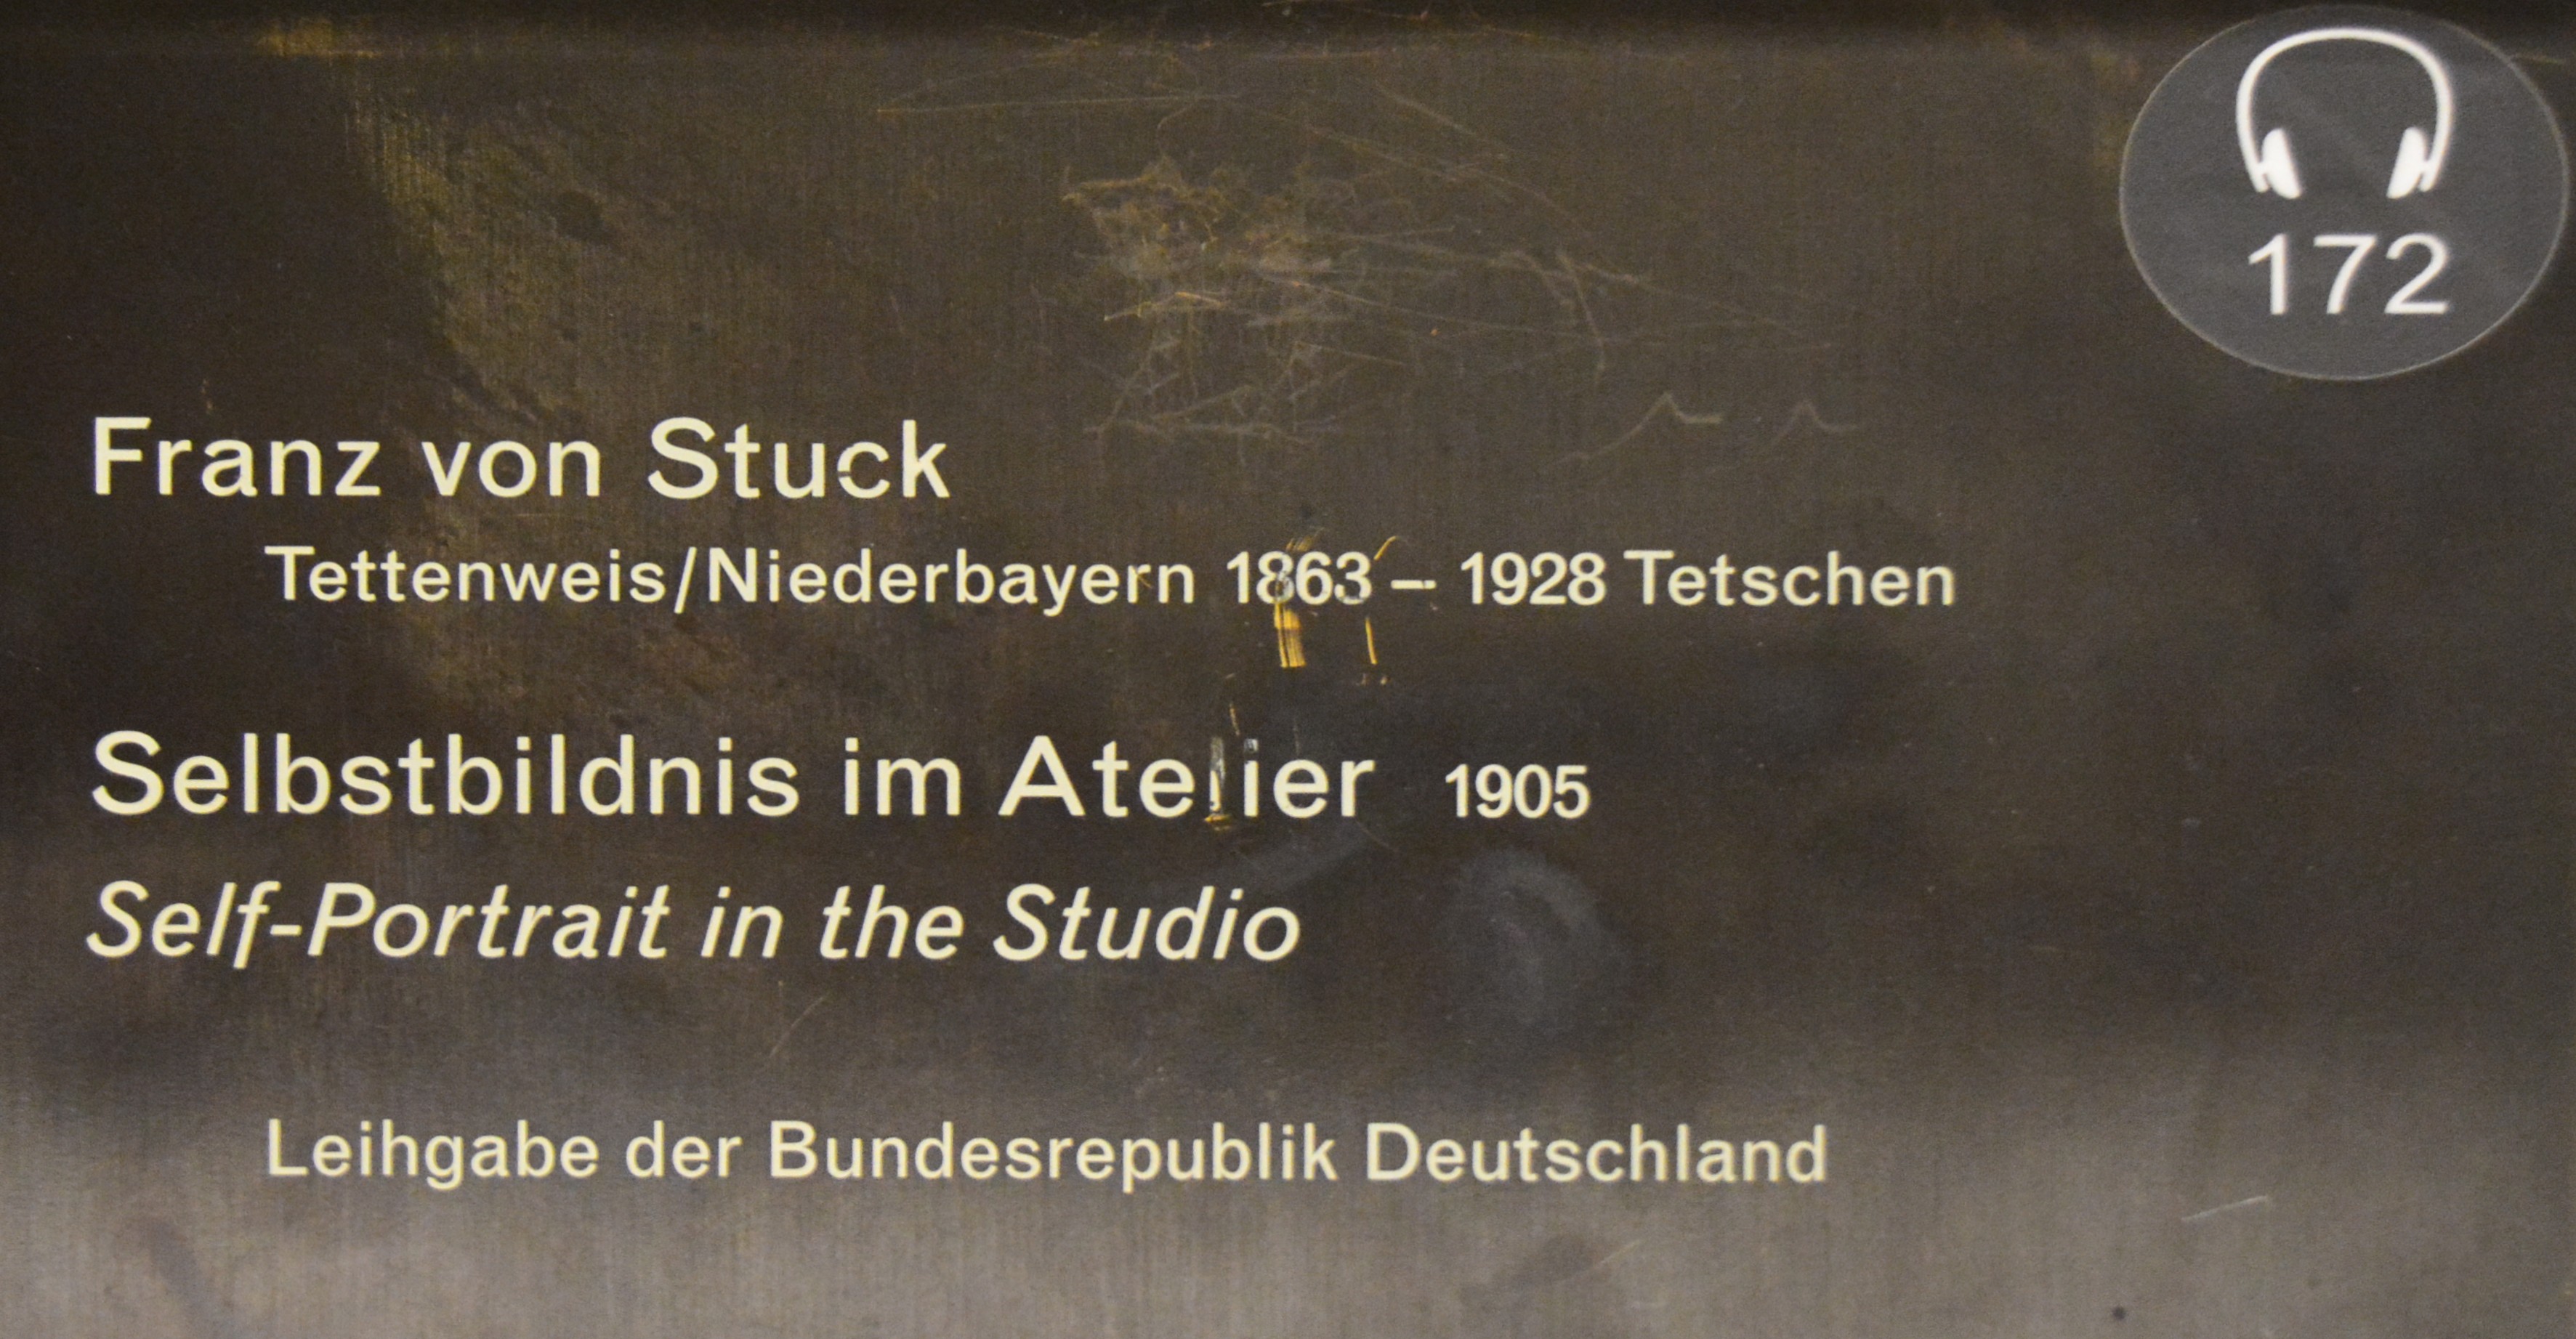 172
Franz von Stuck
Tettenweis/Niederbayern 1863 – 1928 Tetschen
Selbstbildnis im Atelier 1905
Self-Portrait in the Studio
Leihgabe der Bundesrepublik Deutschland